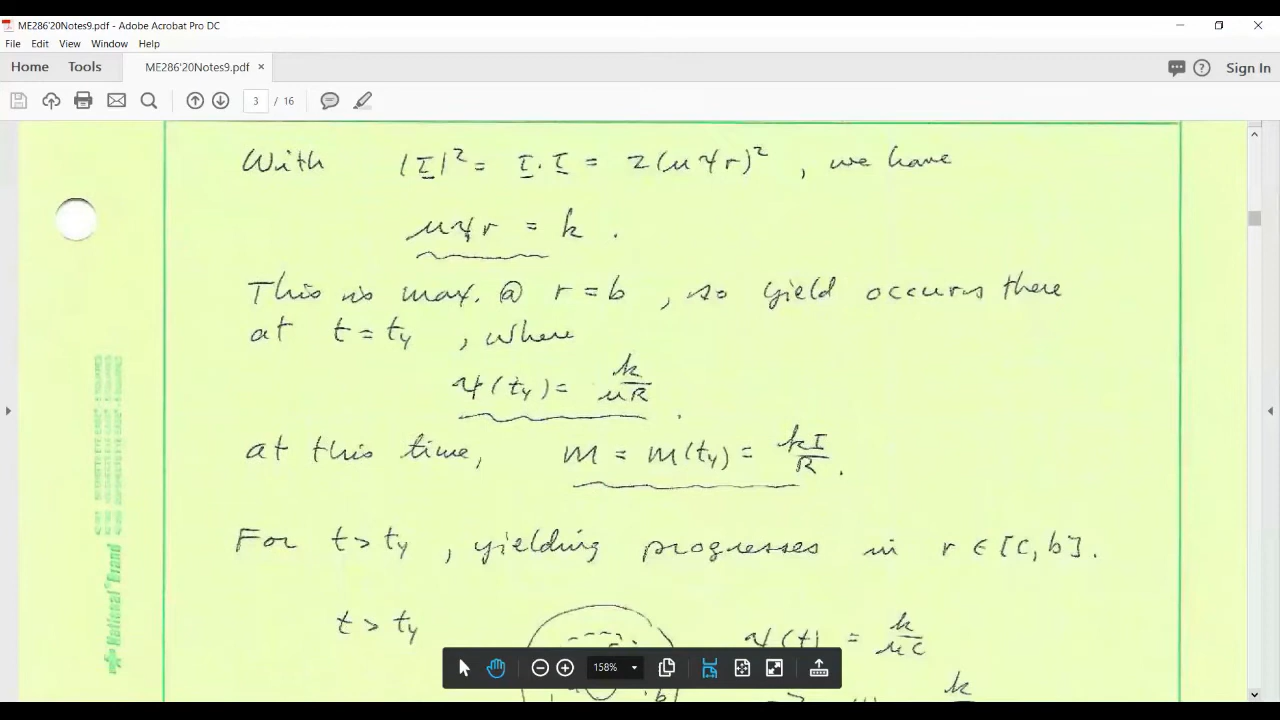 ME286'20Notes9.pdf - Adobe Acrobat Pro DC
File Edit View Window Help
Home Tools ME286'20Notes9.pdf × Sign In
3 / 16
With |τ|² = τ·τ = 2(μψr)², we have
μψr = k.
This is max. @ r=b, so yield occurs there
at t = ty, where
ψ(ty) = k/μR.
at this time, m = m(ty) = kI/R.
For t > ty, yielding progresses in r ∈ [c, b].
t > ty ψ(t) = k/μc
158%
b k
National Brand